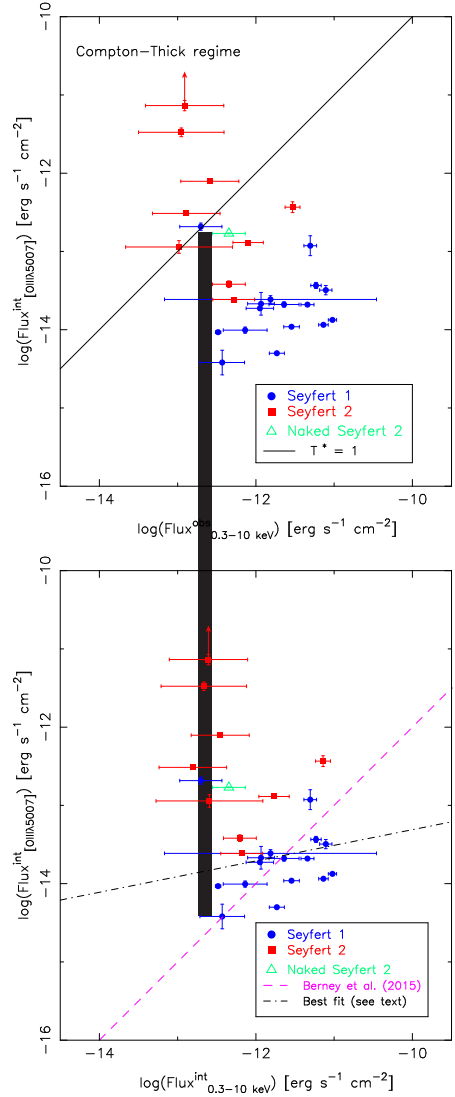 −10
Compton−Thick regime
−12
−14
−16
log(Flux^int_[OIIIλ5007]) [erg s^−1 cm^−2]
Seyfert 1
Seyfert 2
Naked Seyfert 2
T* = 1
−14 −12 −10
log(Flux^obs_0.3−10 keV) [erg s^−1 cm^−2]
−10
−12
−14
−16
log(Flux^int_[OIIIλ5007]) [erg s^−1 cm^−2]
Seyfert 1
Seyfert 2
Naked Seyfert 2
Berney et al. (2015)
Best fit (see text)
−14 −12 −10
log(Flux^int_0.3−10 keV) [erg s^−1 cm^−2]